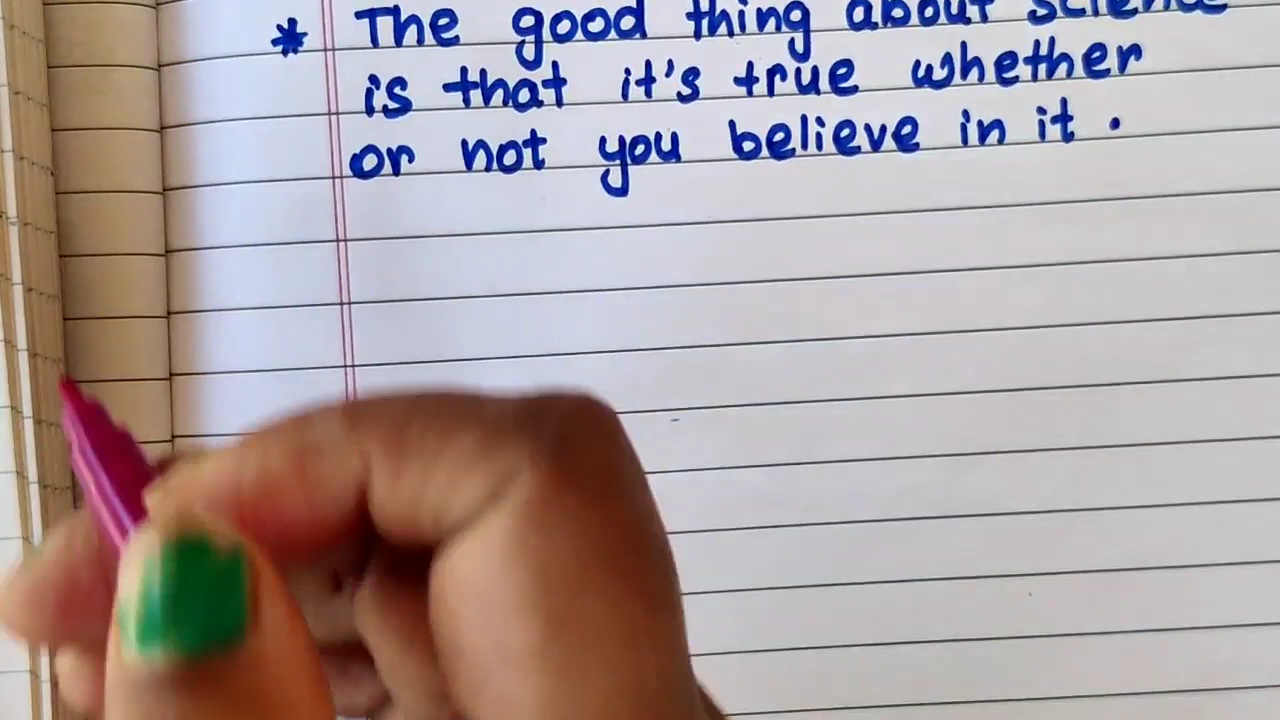 * The good thing about science
is that it's true whether
or not you believe in it .